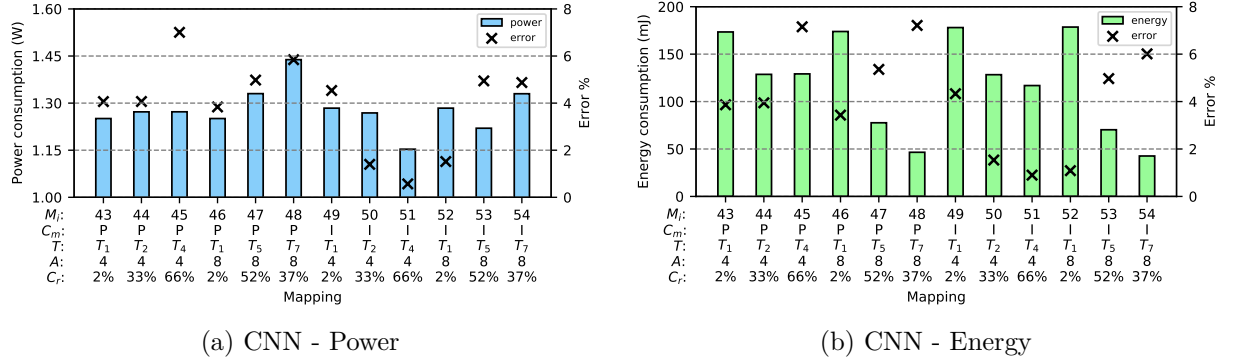 1.60
1.45
1.30
1.15
1.00
Power consumption (W)
power
error
8
6
4
2
0
Error %
M_i: 43 44 45 46 47 48 49 50 51 52 53 54
C_m: P P P P P P I I I I I I
T: T_1 T_2 T_4 T_1 T_5 T_7 T_1 T_2 T_4 T_1 T_5 T_7
A: 4 4 4 8 8 8 4 4 4 8 8 8
C_r: 2% 33% 66% 2% 52% 37% 2% 33% 66% 2% 52% 37%
Mapping
(a) CNN - Power
200
150
100
50
0
Energy consumption (mJ)
energy
error
8
6
4
2
0
Error %
M_i: 43 44 45 46 47 48 49 50 51 52 53 54
C_m: P P P P P P I I I I I I
T: T_1 T_2 T_4 T_1 T_5 T_7 T_1 T_2 T_4 T_1 T_5 T_7
A: 4 4 4 8 8 8 4 4 4 8 8 8
C_r: 2% 33% 66% 2% 52% 37% 2% 33% 66% 2% 52% 37%
Mapping
(b) CNN - Energy